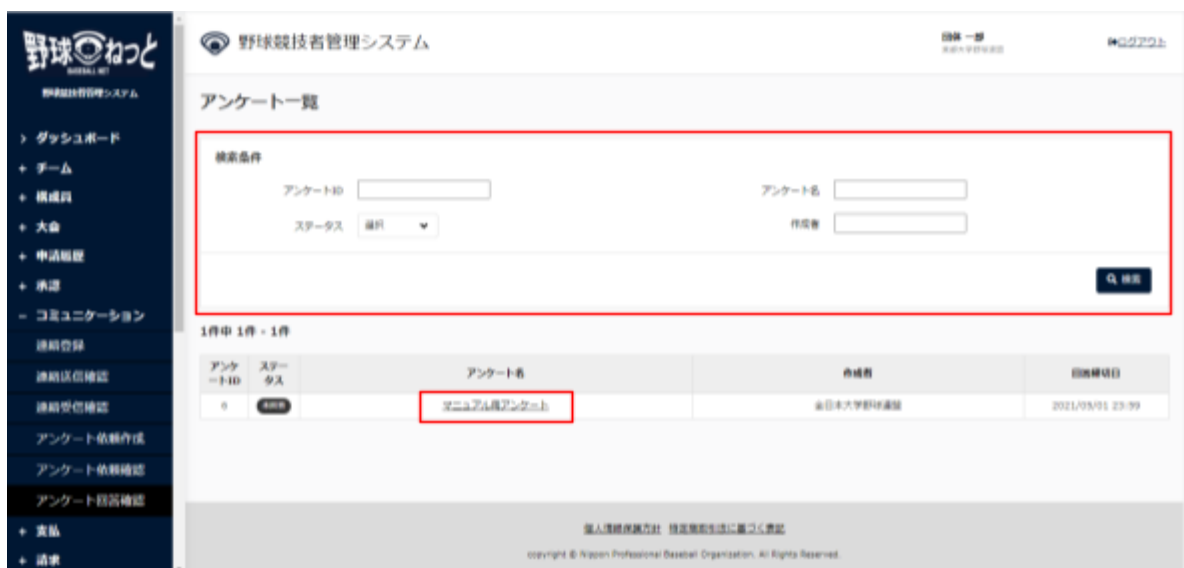 野球ねっと
BASEBALL NET
野球競技者管理システム
野球競技者管理システム
ログアウト
アンケート一覧
> ダッシュボード
+ チーム
+ 構成員
+ 大会
+ 申請履歴
+ 承認
− コミュニケーション
連絡登録
連絡送信確認
連絡受信確認
アンケート依頼作成
アンケート依頼確認
アンケート回答確認
+ 支払
+ 請求
検索条件
アンケートID
アンケート名
ステータス 選択
作成者
検索
1件中 1件 - 1件
アンケートID ステータス アンケート名 作成者 回答締切日
6 未回答 マニュアル用アンケート 全日本大学野球連盟 2021/03/01 23:59
個人情報保護方針 特定商取引法に基づく表記
copyright © Nippon Professional Baseball Organization. All Rights Reserved.